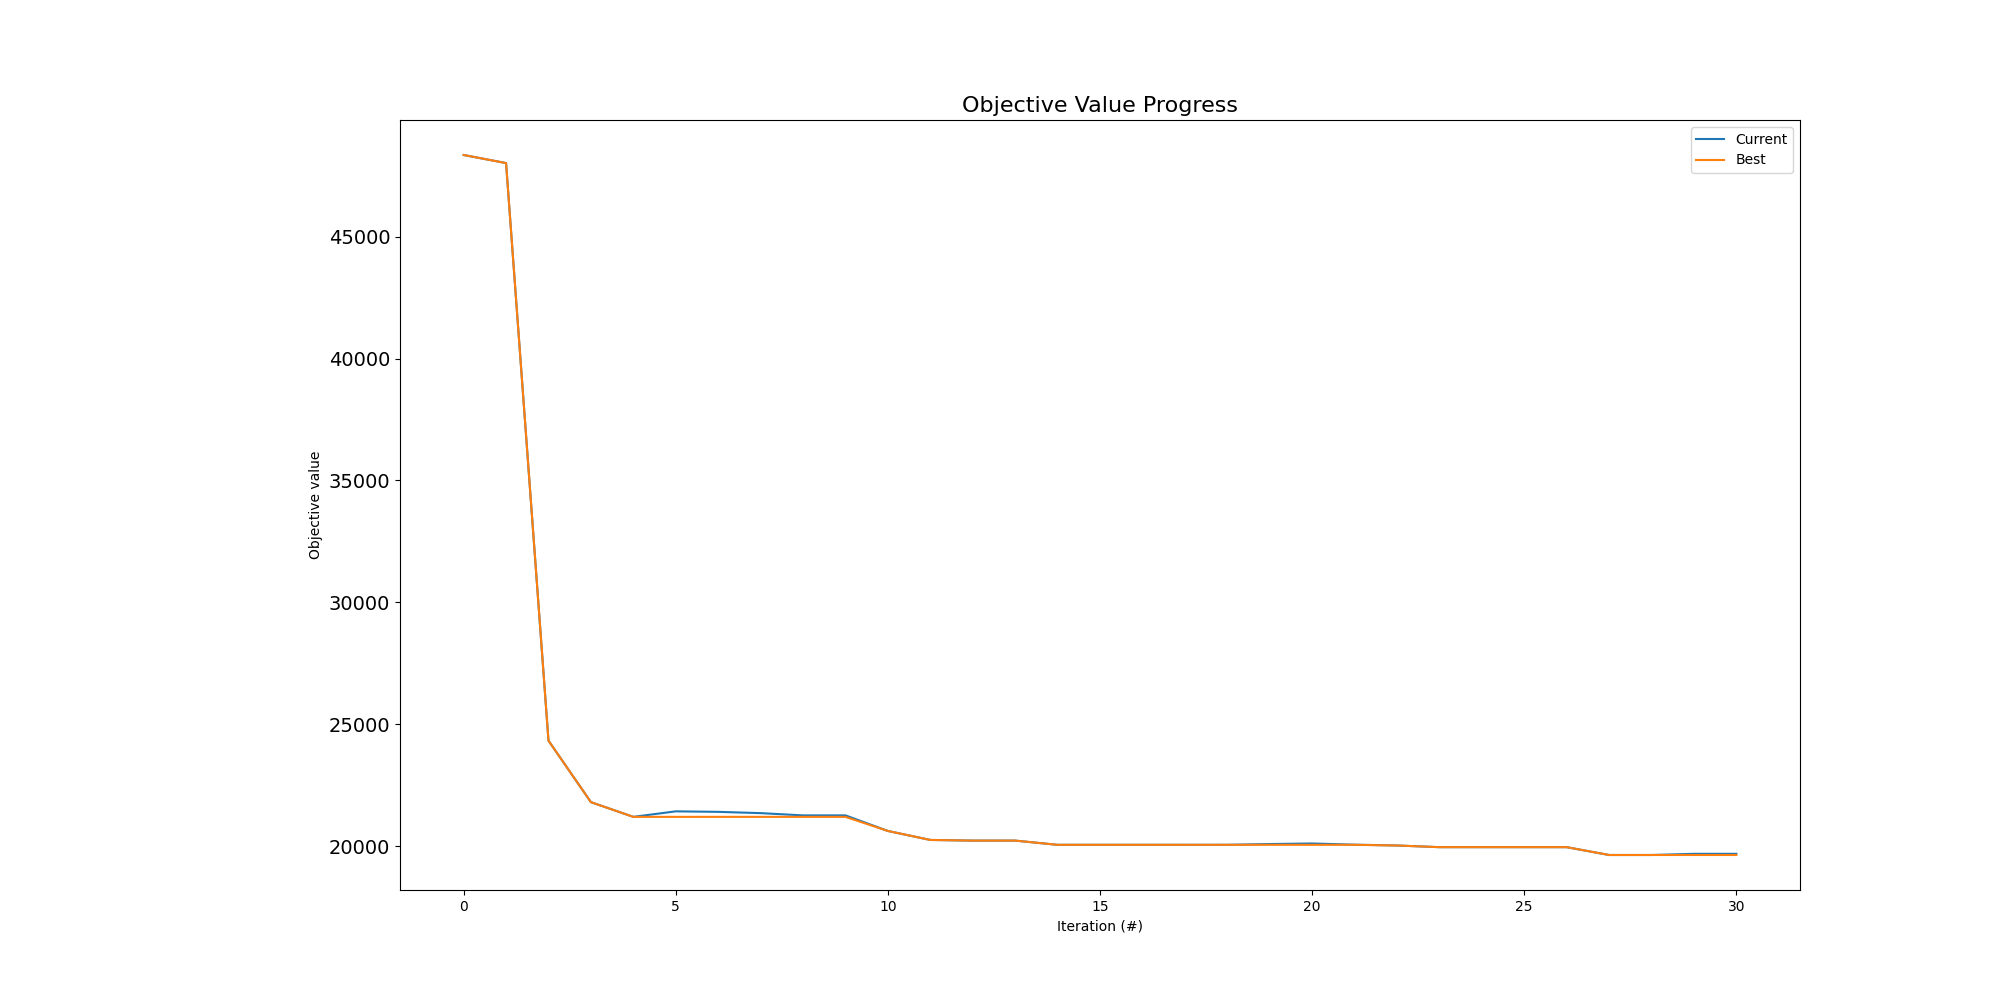 Objective Value Progress
Current
Best
45000
40000
35000
30000
25000
20000
Objective value
0 5 10 15 20 25 30
Iteration (#)